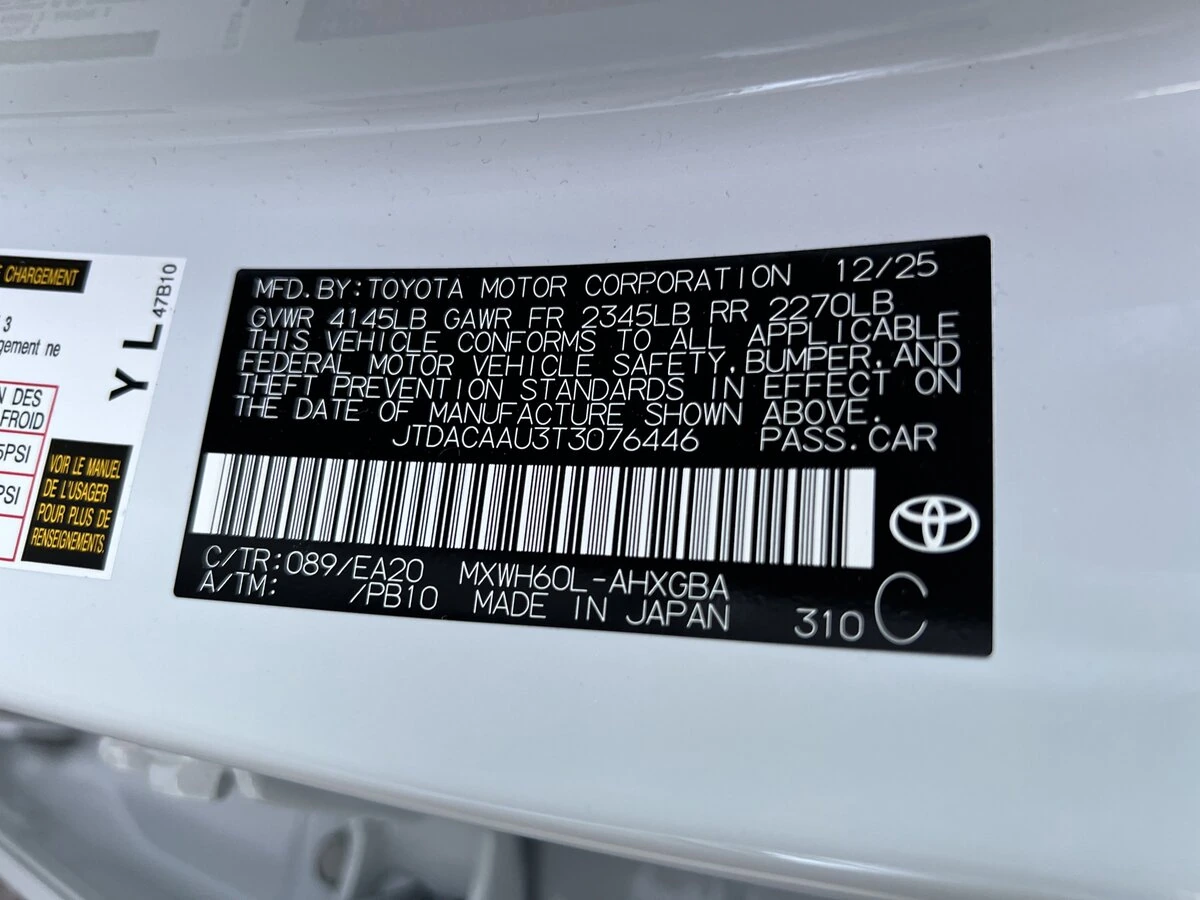 MFD.BY:TOYOTA MOTOR CORPORATION 12/25
GVWR 4145LB GAWR FR 2345LB RR 2270LB
THIS VEHICLE CONFORMS TO ALL APPLICABLE
FEDERAL MOTOR VEHICLE SAFETY,BUMPER,AND
THEFT PREVENTION STANDARDS IN EFFECT ON
THE DATE OF MANUFACTURE SHOWN ABOVE.
JTDACAAU3T3076446 PASS.CAR
C/TR:089/EA20 MXWH60L-AHXGBA
A/TM: /PB10 MADE IN JAPAN 310 C
CHARGEMENT
3
ne
DES
FROID
PSI
PSI
VOIR LE MANUEL
DE L'USAGER
POUR PLUS DE
RENSEIGNEMENTS.
YL
47B10